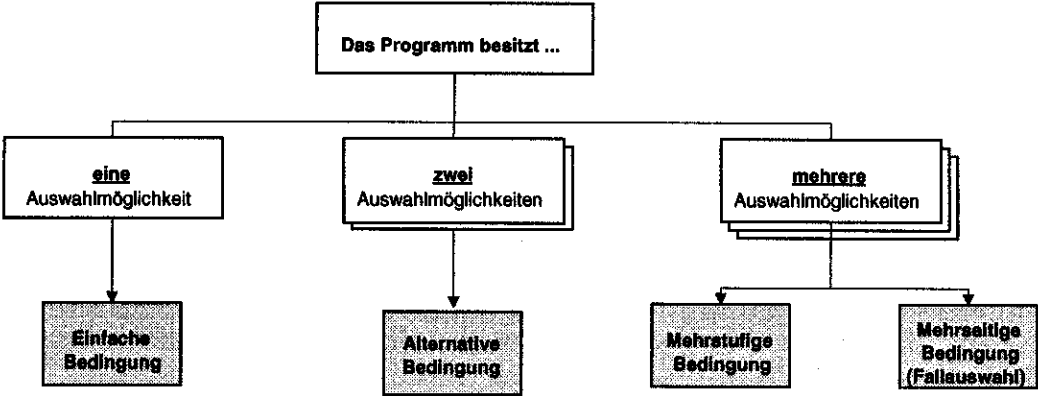 Das Programm besitzt ...
eine
Auswahlmöglichkeit
zwei
Auswahlmöglichkeiten
mehrere
Auswahlmöglichkeiten
Einfache
Bedingung
Alternative
Bedingung
Mehrstufige
Bedingung
Mehrseitige
Bedingung
(Fallauswahl)